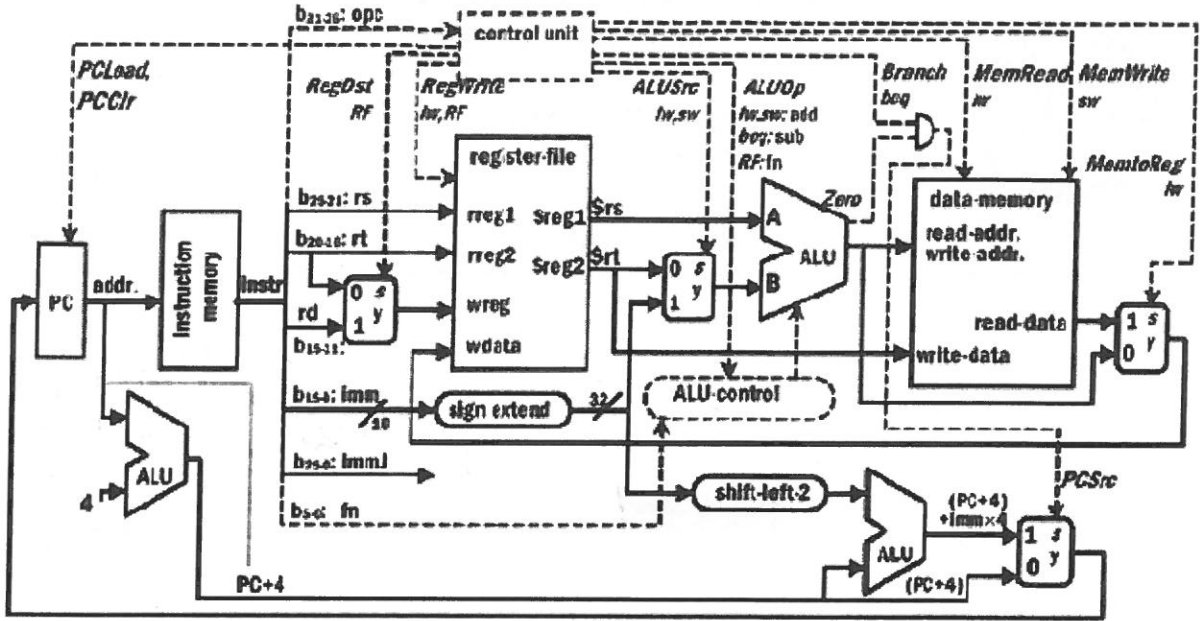 b31-26: opc
control unit
PCLoad,
PCClr
RegDst
RF
RegWrite
lw,RF
ALUSrc
lw,sw
ALUOp
lw,sw: add
beq: sub
RF: fn
Branch
beq
MemRead
lw
MemWrite
sw
MemtoReg
lw
register-file
b25-21: rs
rreg1
$reg1
$rs
b20-16: rt
rreg2
$reg2
$rt
0 s
1 y
wreg
rd
b15-11:
wdata
PC
addr.
Instruction
memory
Instr
0 s
1 y
A
B
ALU
Zero
data-memory
read-addr.
write-addr.
read-data
write-data
1 s
0 y
ALU-control
b15-0: imm
sign extend
32
b25-0: immJ
b5-0: fn
4
ALU
PC+4
shift-left-2
ALU
(PC+4)
+imm×4
(PC+4)
PCSrc
1 s
0 y